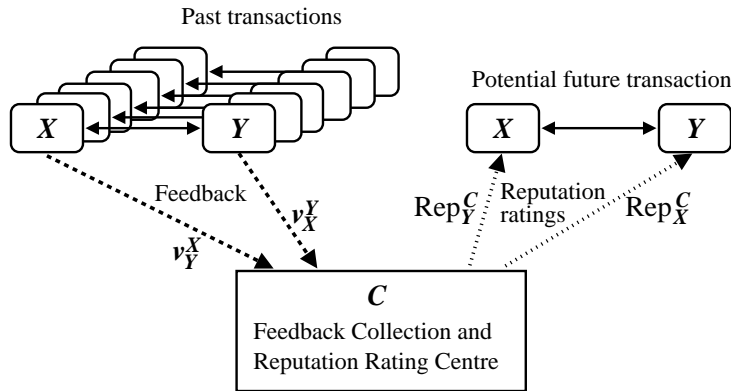 Past transactions
Potential future transaction
X
Y
X
Y
Feedback
v_X^Y
v_Y^X
Rep_Y^C
Reputation
ratings
Rep_X^C
C
Feedback Collection and
Reputation Rating Centre